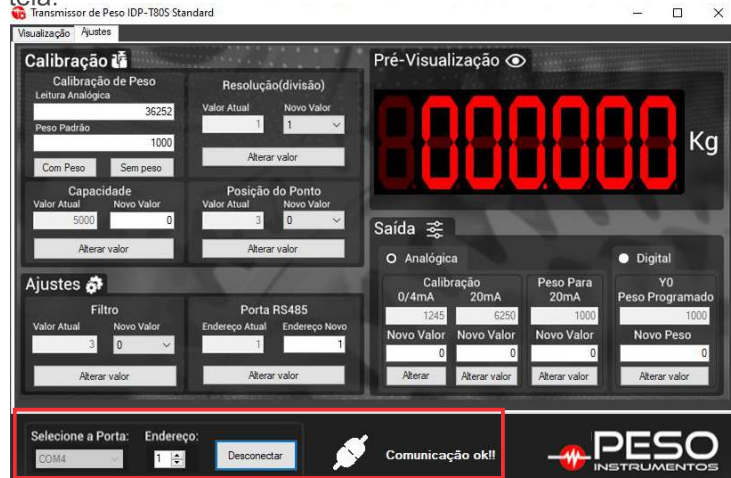 tela.
Transmissor de Peso IDP-T80S Standard
Visualização Ajustes
Calibração
Calibração de Peso
Leitura Analógica
36252
Peso Padrão
1000
Com Peso Sem peso
Resolução(divisão)
Valor Atual Novo Valor
1 1
Alterar valor
Capacidade
Valor Atual Novo Valor
5000 0
Alterar valor
Posição do Ponto
Valor Atual Novo Valor
3 0
Alterar valor
Ajustes
Filtro
Valor Atual Novo Valor
3 0
Alterar valor
Porta RS485
Endereço Atual Endereço Novo
1 1
Alterar valor
Pré-Visualização
000.000 Kg
Saída
Analógica
Calibração
0/4mA 20mA
1245 6250
Novo Valor Novo Valor
0 0
Alterar Alterar valor
Peso Para
20mA
1000
Novo Valor
0
Alterar valor
Digital
Y0
Peso Programado
1000
Novo Peso
0
Alterar valor
Selecione a Porta: Endereço:
COM4 1 Desconectar
Comunicação ok!!
PESO
INSTRUMENTOS